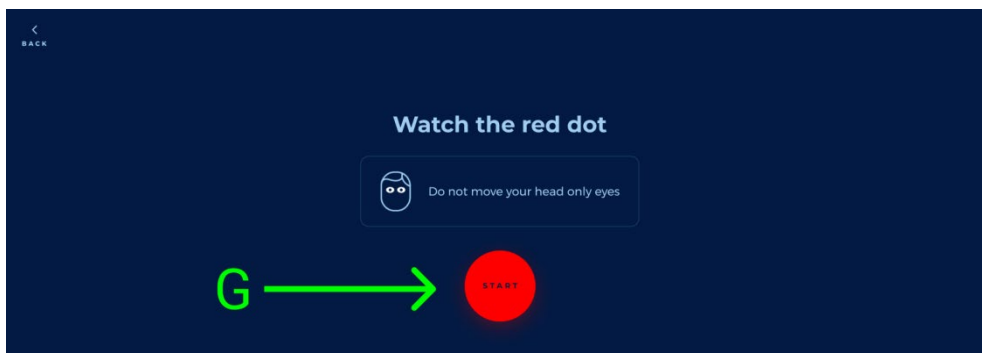 BACK
Watch the red dot
Do not move your head only eyes
G
START